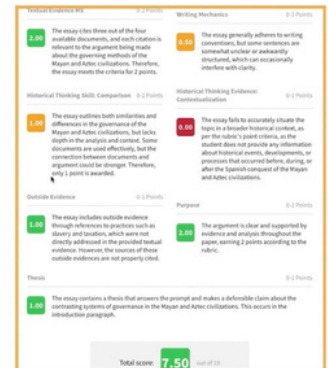 Textual Evidence MS 0-2 Points
2.00
The essay cites three out of the four
available documents, and each citation is
relevant to the argument being made
about the governing methods of the
Mayan and Aztec civilizations. Therefore,
the essay meets the criteria for 2 points.
Writing Mechanics 0-1 Points
0.50
The essay generally adheres to writing
conventions, but some sentences are
somewhat unclear or awkwardly
structured, which can occasionally
interfere with clarity.
Historical Thinking Skill: Comparison 0-2 Points
1.00
The essay outlines both similarities and
differences in the governance of the
Mayan and Aztec civilizations, but lacks
depth in the analysis and context. Some
documents are used effectively, but the
connection between documents and
argument could be stronger. Therefore,
only 1 point is awarded.
Historical Thinking Evidence:
Contextualization 0-1 Points
0.00
The essay fails to accurately situate the
topic in a broader historical context, as
per the rubric's point criteria, as the
student does not provide any information
about historical events, developments, or
processes that occurred before, during, or
after the Spanish conquest of the Mayan
and Aztec civilizations.
Outside Evidence 0-1 Points
1.00
The essay includes outside evidence
through references to practices such as
slavery and taxation, which were not
directly addressed in the provided textual
evidence. However, the sources of these
outside evidences are not properly cited.
Purpose 0-2 Points
2.00
The argument is clear and supported by
evidence and analysis throughout the
paper, earning 2 points according to the
rubric.
Thesis 0-1 Points
1.00
The essay contains a thesis that answers the prompt and makes a defensible claim about the
contrasting systems of governance in the Mayan and Aztec civilizations. This occurs in the
introduction paragraph.
Total score: 7.50 out of 10